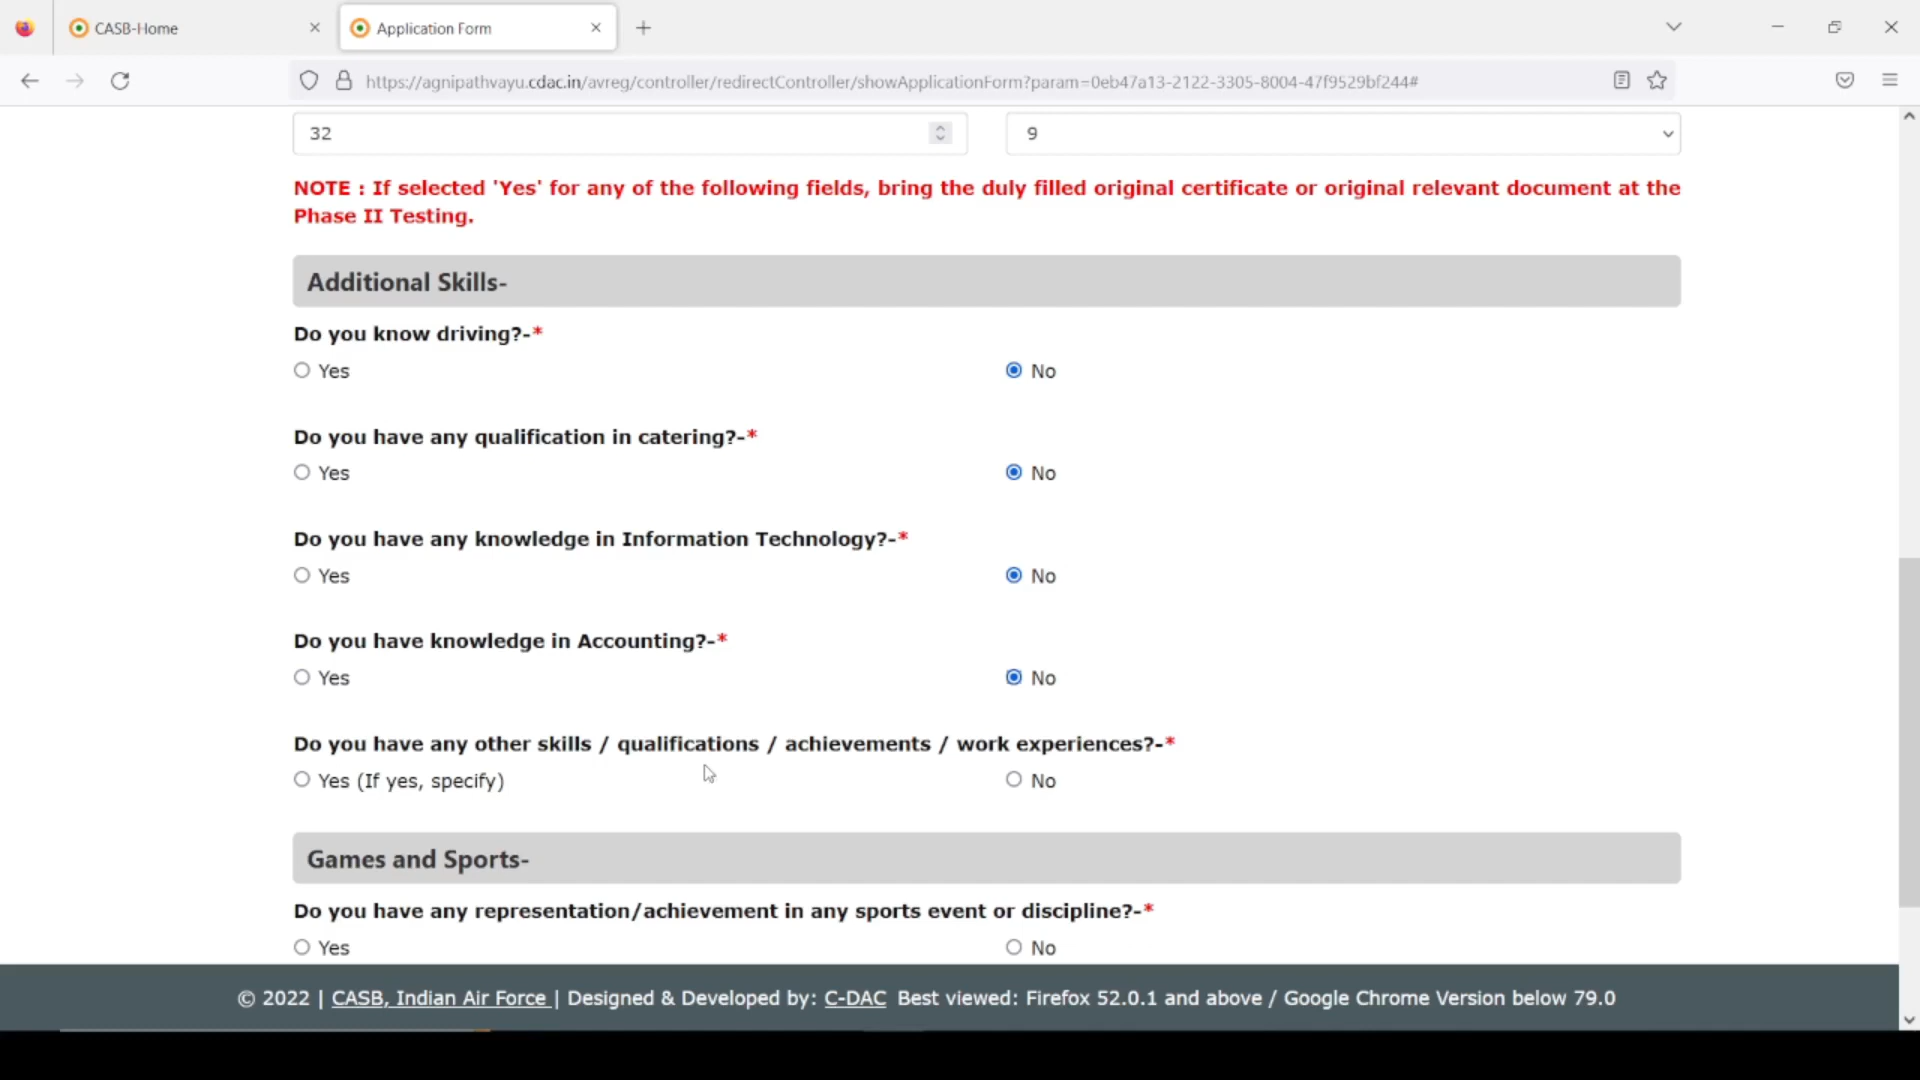 CASB-Home
Application Form
https://agnipathvayu.cdac.in/avreg/controller/redirectController/showApplicationForm?param=0eb47a13-2122-3305-8004-47f9529bf244#
32
9
NOTE : If selected 'Yes' for any of the following fields, bring the duly filled original certificate or original relevant document at the
Phase II Testing.
Additional Skills-
Do you know driving?-*
Yes
No
Do you have any qualification in catering?-*
Yes
No
Do you have any knowledge in Information Technology?-*
Yes
No
Do you have knowledge in Accounting?-*
Yes
No
Do you have any other skills / qualifications / achievements / work experiences?-*
Yes (If yes, specify)
No
Games and Sports-
Do you have any representation/achievement in any sports event or discipline?-*
Yes
No
© 2022 | CASB, Indian Air Force | Designed & Developed by: C-DAC Best viewed: Firefox 52.0.1 and above / Google Chrome Version below 79.0